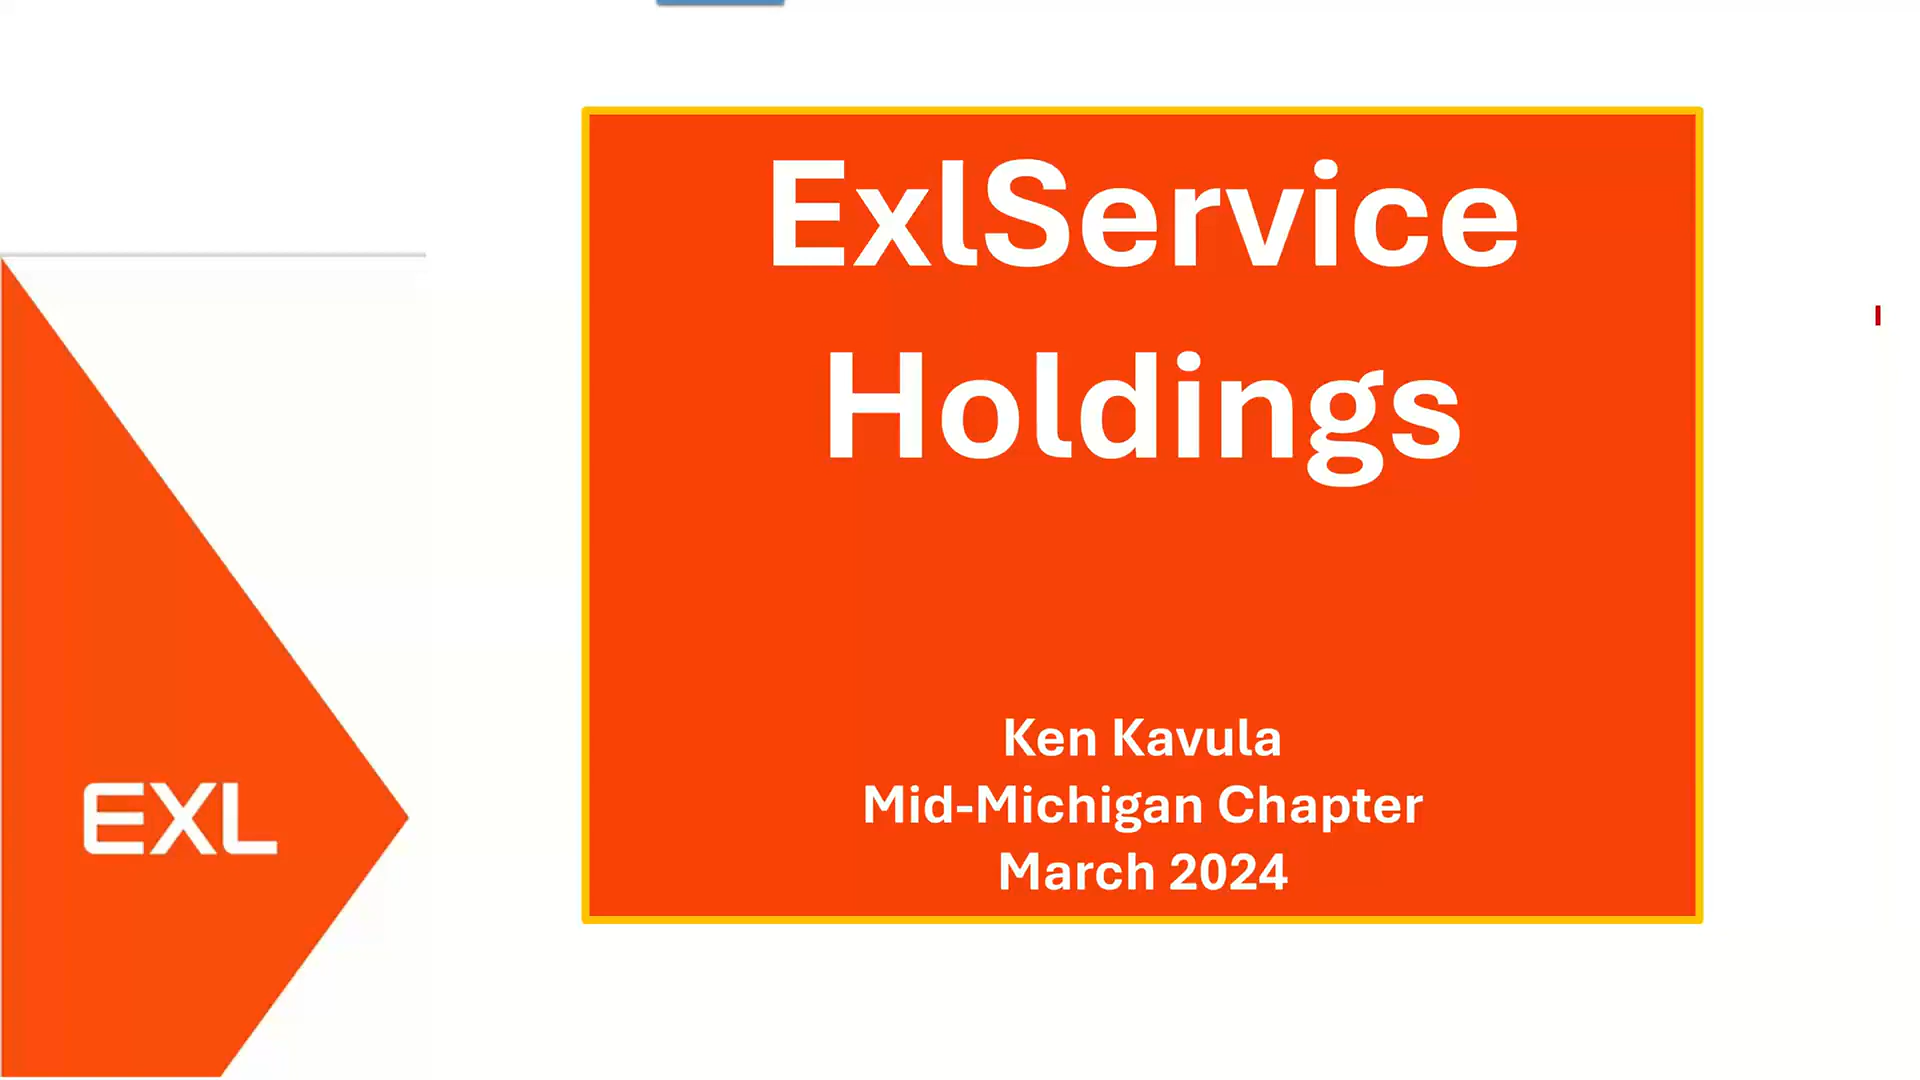 ExlService
Holdings
Ken Kavula
Mid-Michigan Chapter
March 2024
EXL